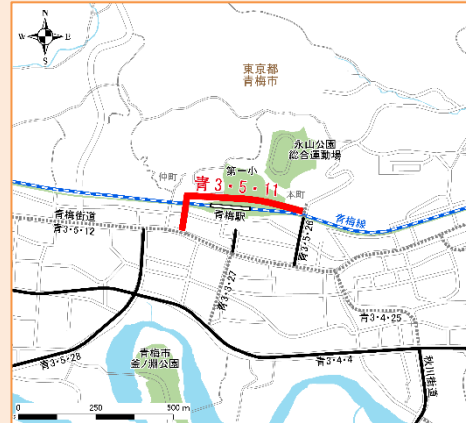 N
W
E
S
東京都
青梅市
永山公園
総合運動場
第一小
仲町
本町
青3・5・11
青梅駅
青梅線
青梅街道
青3・5・12
青3・5・26
青3・3・27
青3・4・25
青3・5・28
青梅市
釜ノ淵公園
青3・4・4
秋川街道
0 250 500 m